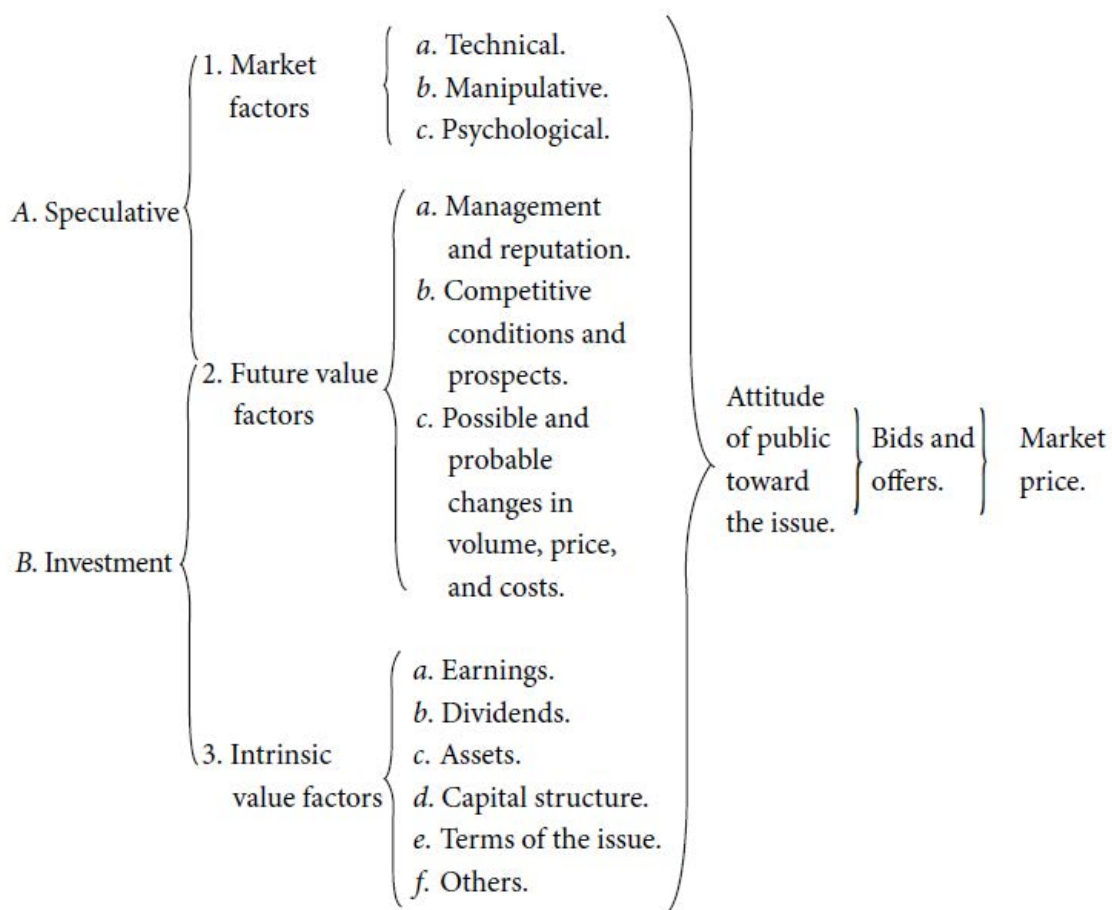 A. Speculative
1. Market
factors
a. Technical.
b. Manipulative.
c. Psychological.
2. Future value
factors
a. Management
and reputation.
b. Competitive
conditions and
prospects.
c. Possible and
probable
changes in
volume, price,
and costs.
B. Investment
3. Intrinsic
value factors
a. Earnings.
b. Dividends.
c. Assets.
d. Capital structure.
e. Terms of the issue.
f. Others.
Attitude
of public
toward
the issue.
Bids and
offers.
Market
price.